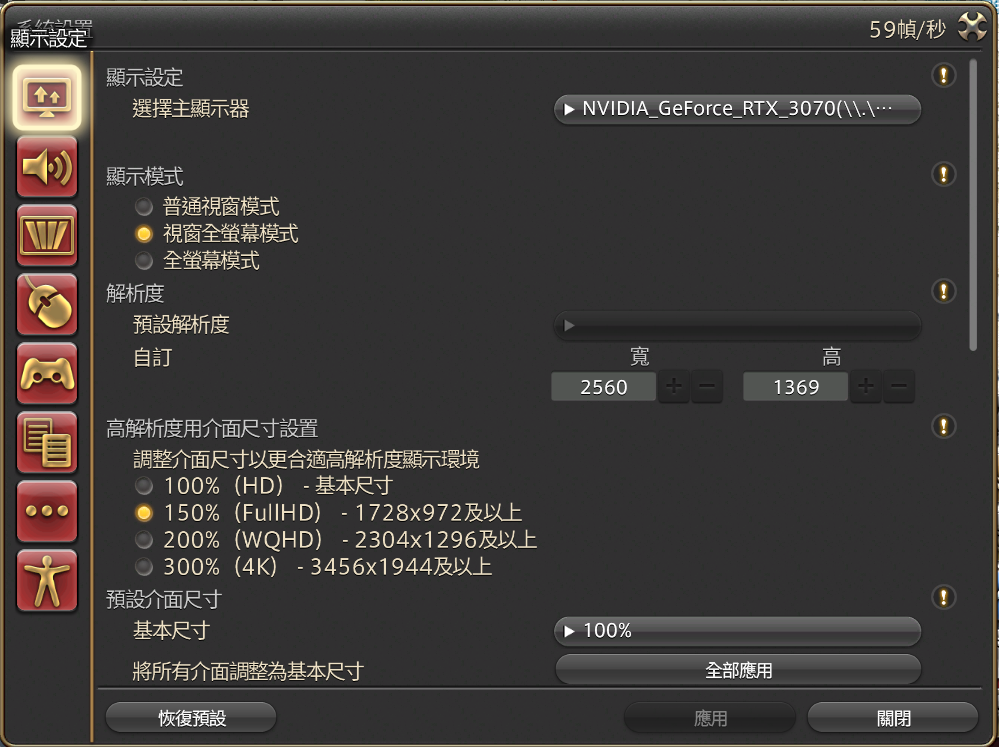 系統設置
顯示設定
59幀/秒
顯示設定
選擇主顯示器
NVIDIA_GeForce_RTX_3070(\\.\…
顯示模式
普通視窗模式
視窗全螢幕模式
全螢幕模式
解析度
預設解析度
自訂
寬 高
2560 + − 1369 + −
高解析度用介面尺寸設置
調整介面尺寸以更合適高解析度顯示環境
100% (HD) - 基本尺寸
150% (FullHD) - 1728x972及以上
200% (WQHD) - 2304x1296及以上
300% (4K) - 3456x1944及以上
預設介面尺寸
基本尺寸 100%
將所有介面調整為基本尺寸 全部應用
恢復預設 應用 關閉